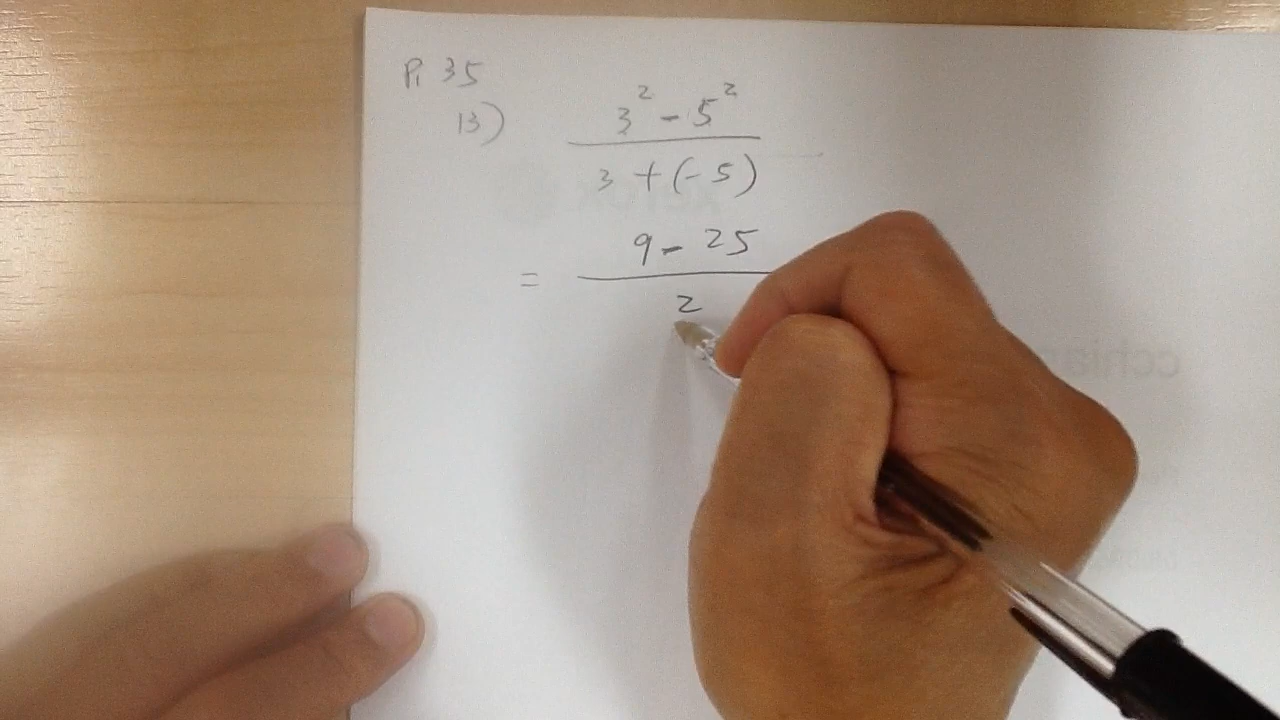 P. 35
13) 3² - 5²
3 + (-5)
9 - 25
=
2